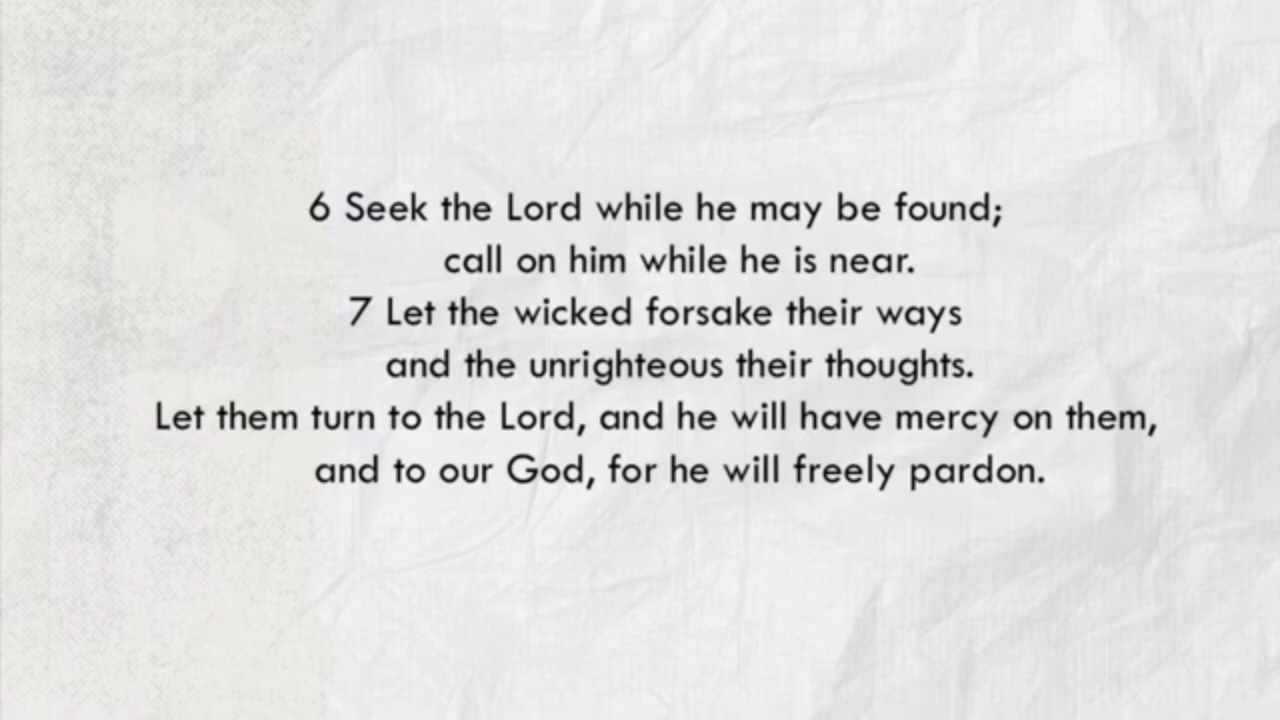 6 Seek the Lord while he may be found;
call on him while he is near.
7 Let the wicked forsake their ways
and the unrighteous their thoughts.
Let them turn to the Lord, and he will have mercy on them,
and to our God, for he will freely pardon.